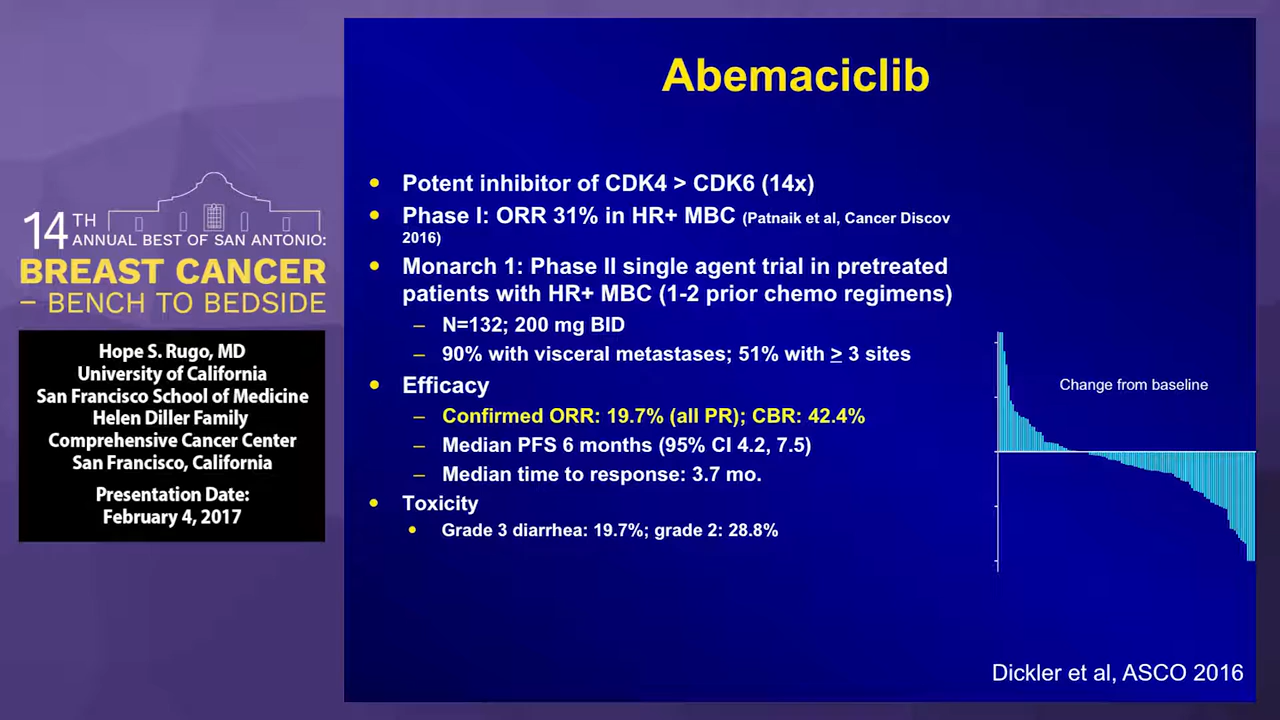 14 TH
ANNUAL BEST OF SAN ANTONIO:
BREAST CANCER
– BENCH TO BEDSIDE
Hope S. Rugo, MD
University of California
San Francisco School of Medicine
Helen Diller Family
Comprehensive Cancer Center
San Francisco, California
Presentation Date:
February 4, 2017
Abemaciclib
• Potent inhibitor of CDK4 > CDK6 (14x)
• Phase I: ORR 31% in HR+ MBC (Patnaik et al, Cancer Discov
2016)
• Monarch 1: Phase II single agent trial in pretreated
patients with HR+ MBC (1-2 prior chemo regimens)
– N=132; 200 mg BID
– 90% with visceral metastases; 51% with ≥ 3 sites
• Efficacy
– Confirmed ORR: 19.7% (all PR); CBR: 42.4%
– Median PFS 6 months (95% CI 4.2, 7.5)
– Median time to response: 3.7 mo.
• Toxicity
• Grade 3 diarrhea: 19.7%; grade 2: 28.8%
Change from baseline
Dickler et al, ASCO 2016